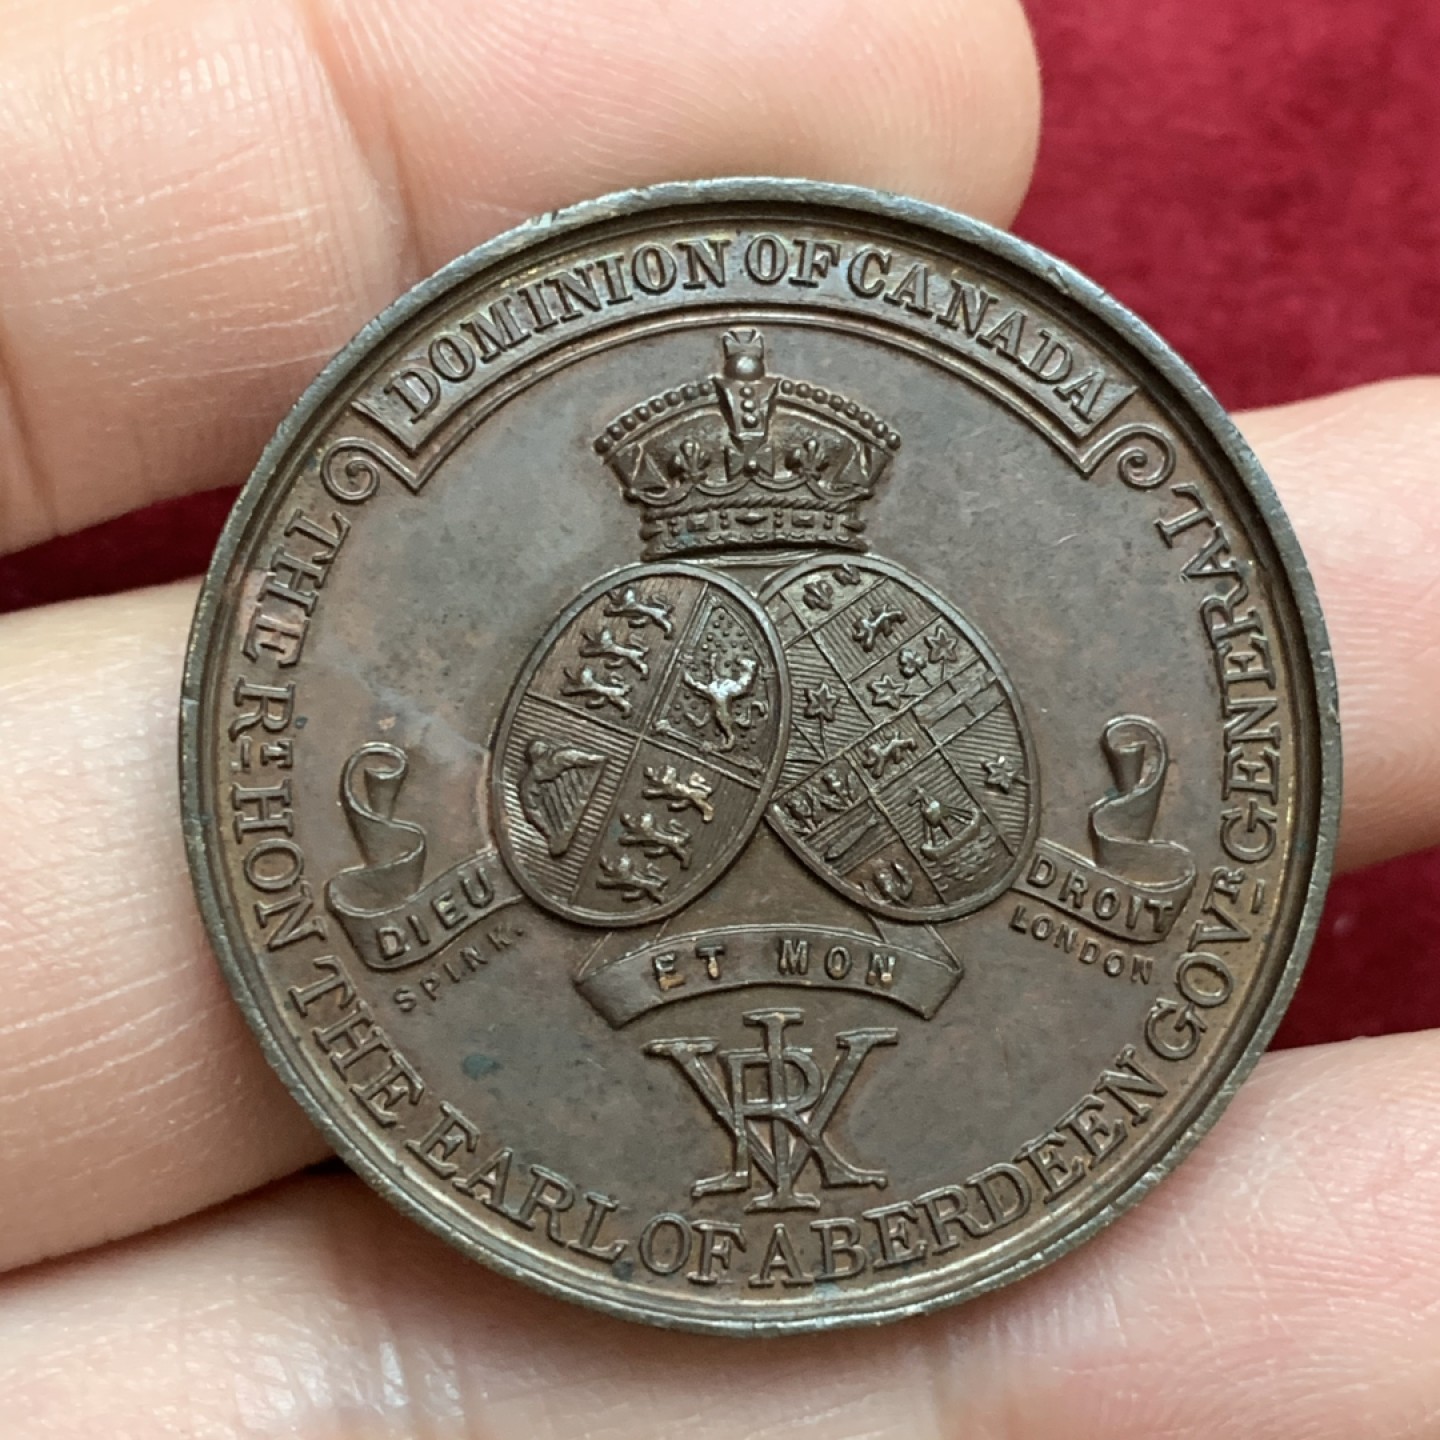 DOMINION OF CANADA
THE RT HON THE EARL OF ABERDEEN GOVR GENERAL
DIEU
ET MON
DROIT
SPINK.
LONDON
VRI